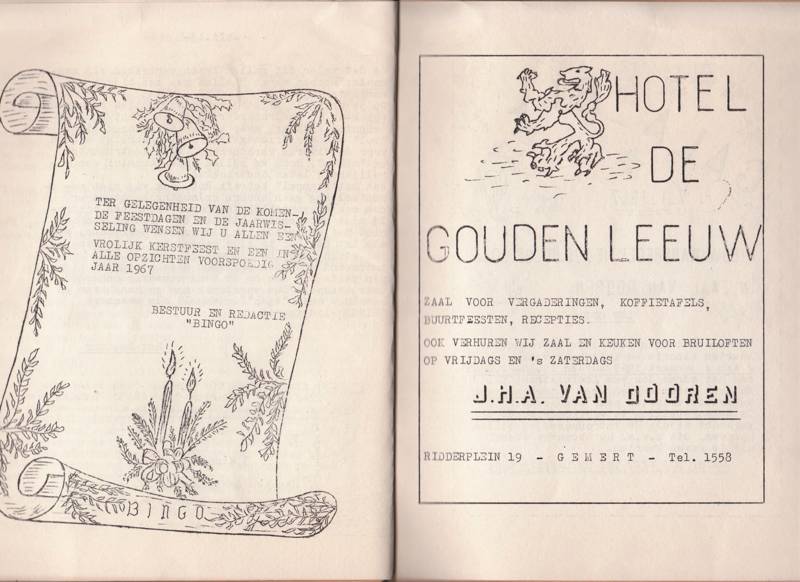 TER GELEGENHEID VAN DE KOMEN-
DE FEESTDAGEN EN DE JAARWIS-
SELING WENSEN WIJ U ALLEN EEN
VROLIJK KERSTFEEST EN EEN IN
ALLE OPZICHTEN VOORSPOEDIG
JAAR 1967
BESTUUR EN REDACTIE
"BINGO"
BINGO
HOTEL
DE
GOUDEN LEEUW
ZAAL VOOR VERGADERINGEN, KOFFIETAFELS,
BUURTFEESTEN, RECEPTIES.
OOK VERHUREN WIJ ZAAL EN KEUKEN VOOR BRUILOFTEN
OP VRIJDAGS EN 's ZATERDAGS
J.H.A. VAN DOOREN
RIDDERPLEIN 19 - GEMERT - Tel. 1558